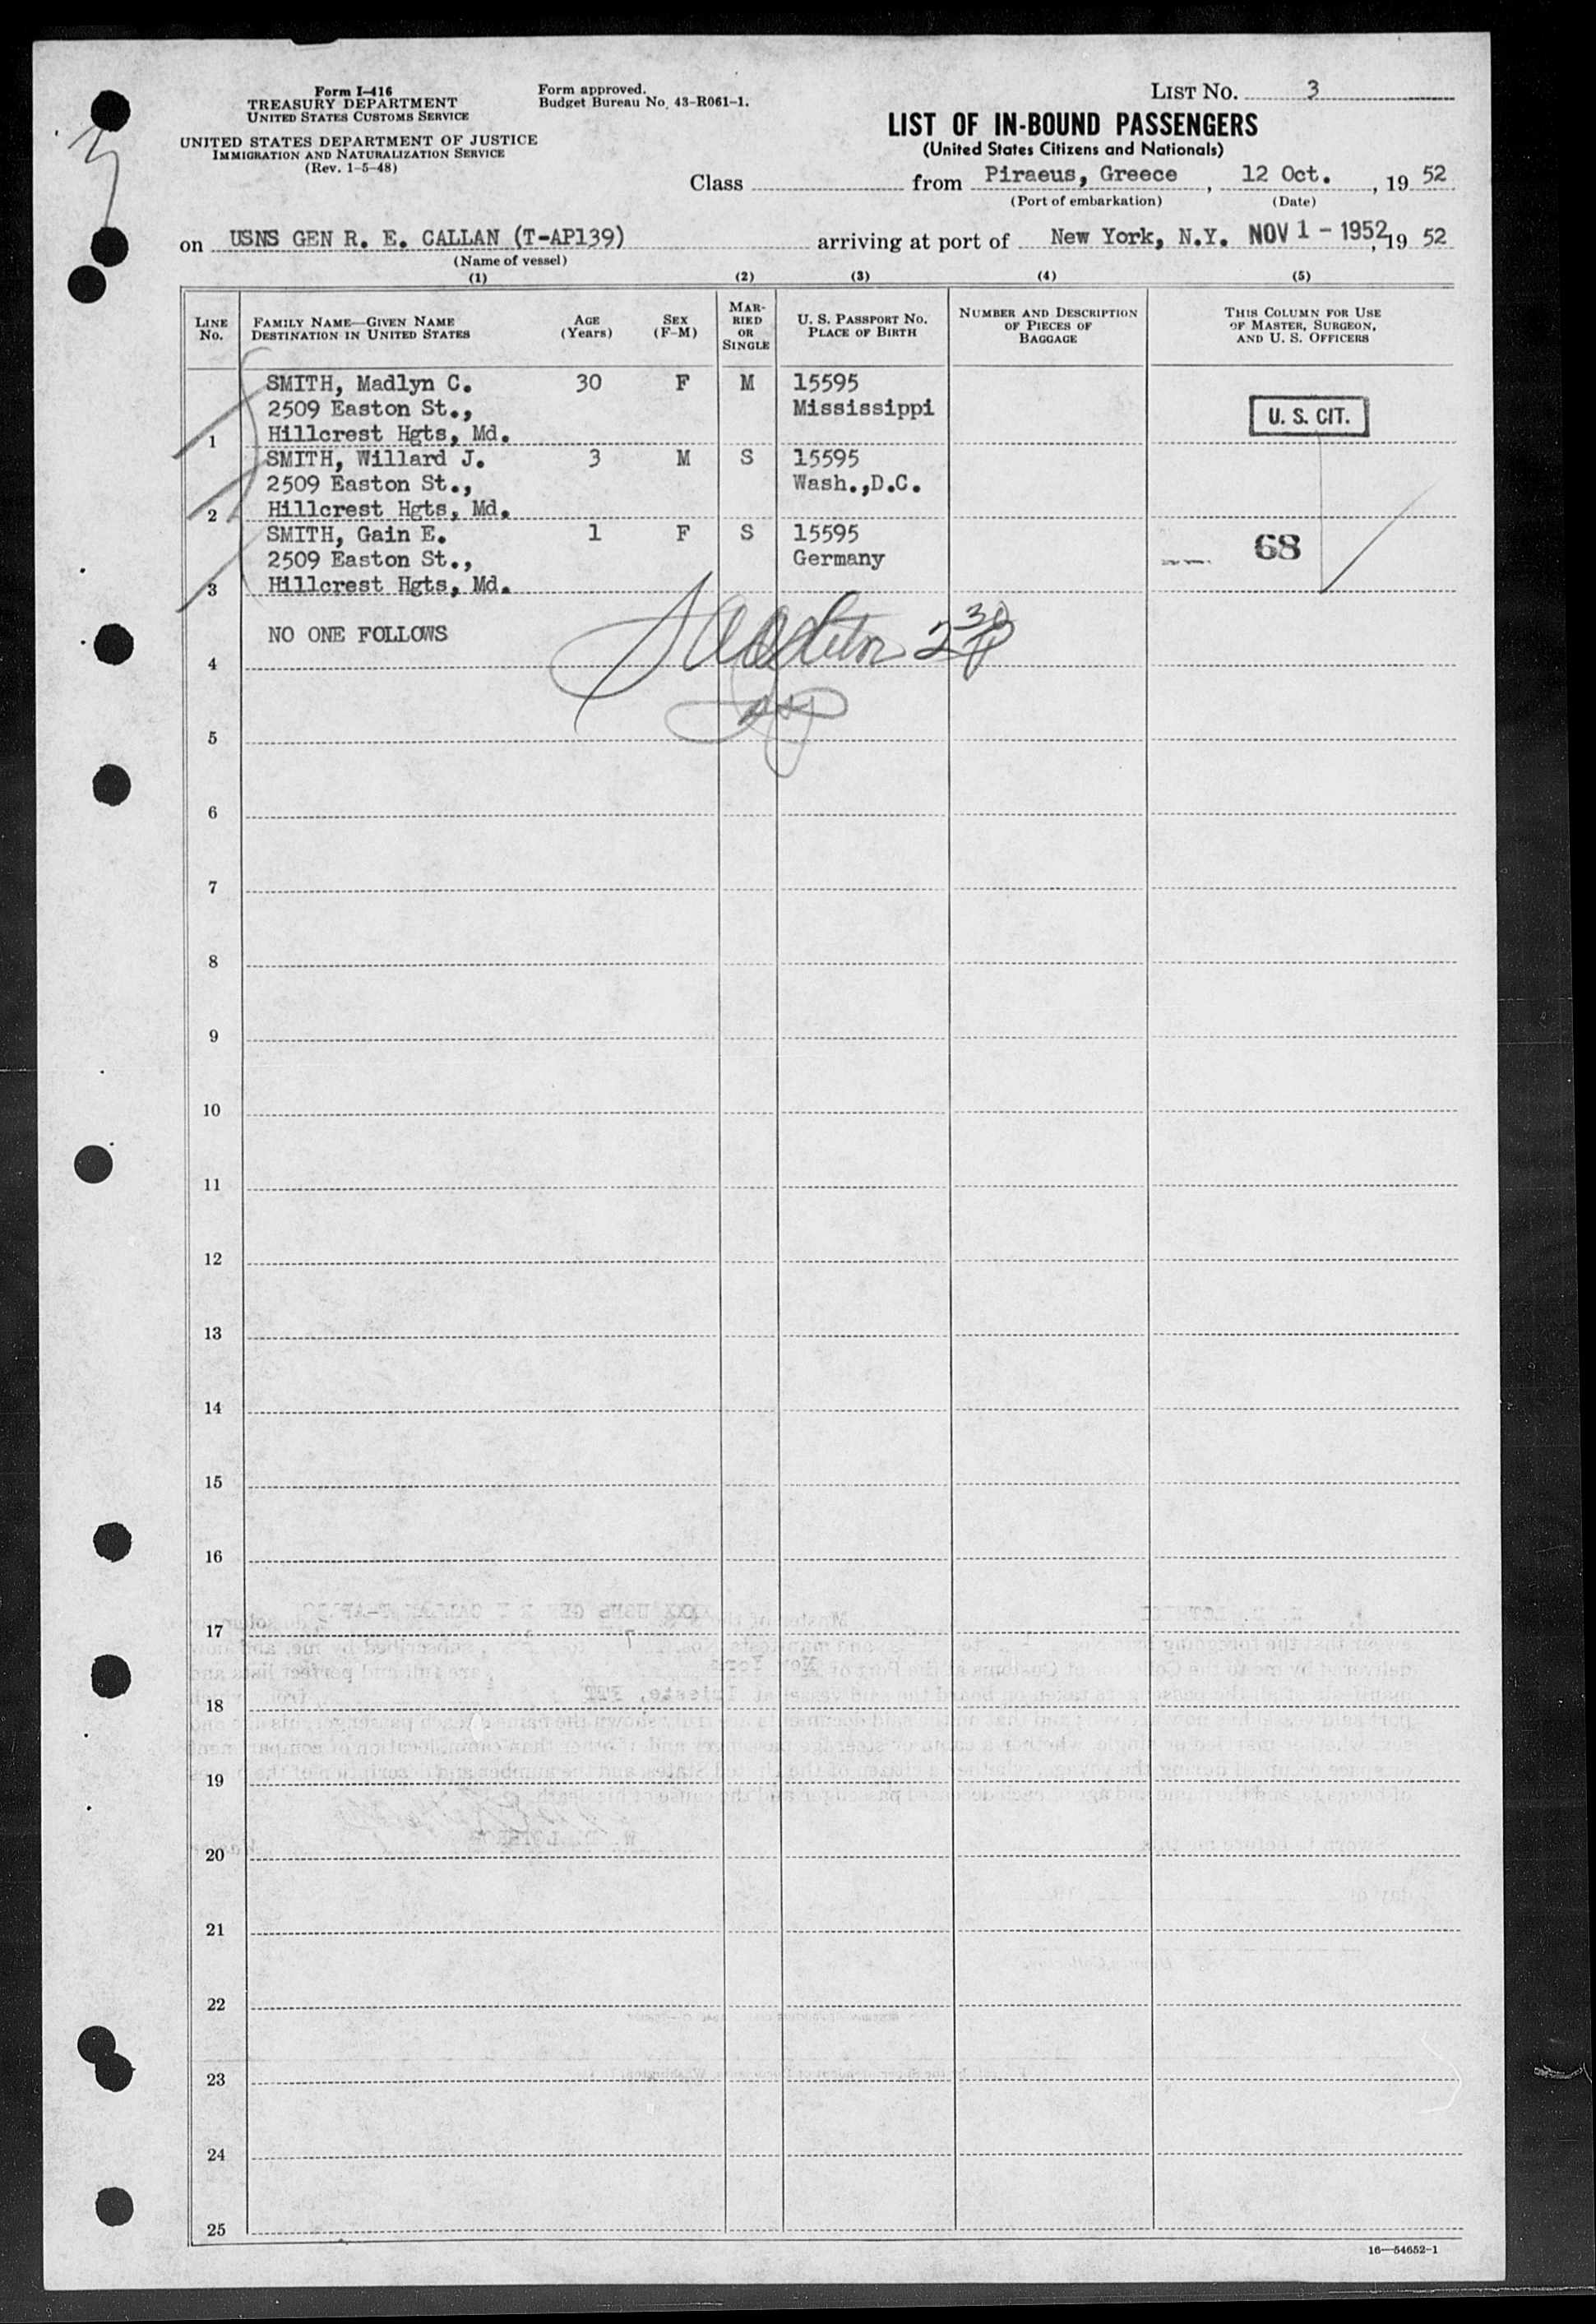 Form I-416
TREASURY DEPARTMENT
UNITED STATES CUSTOMS SERVICE
UNITED STATES DEPARTMENT OF JUSTICE
IMMIGRATION AND NATURALIZATION SERVICE
(Rev. 1-5-48)
Form approved.
Budget Bureau No. 43-R061-1.
LIST NO. 3
LIST OF IN-BOUND PASSENGERS
(United States Citizens and Nationals)
Class from Piraeus, Greece, 12 Oct., 19 52
(Port of embarkation) (Date)
on USNS GEN R. E. CALLAN (T-AP139) arriving at port of New York, N.Y. NOV 1 - 1952, 19 52
(Name of vessel)
(1) (2) (3) (4) (5)
LINE No. FAMILY NAME—GIVEN NAME DESTINATION IN UNITED STATES AGE (Years) SEX (F-M) MARRIED OR SINGLE U. S. PASSPORT NO. PLACE OF BIRTH NUMBER AND DESCRIPTION OF PIECES OF BAGGAGE THIS COLUMN FOR USE OF MASTER, SURGEON, AND U. S. OFFICERS
SMITH, Madlyn C. 30 F M 15595
2509 Easton St., Mississippi U. S. CIT.
1 Hillcrest Hgts, Md.
SMITH, Willard J. 3 M S 15595
2509 Easton St., Wash.,D.C.
2 Hillcrest Hgts, Md.
SMITH, Gain E. 1 F S 15595
2509 Easton St., Germany 68
3 Hillcrest Hgts, Md.
NO ONE FOLLOWS
4
5
6
7
8
9
10
11
12
13
14
15
16
17
18
19
20
21
22
23
24
25
16—54652-1